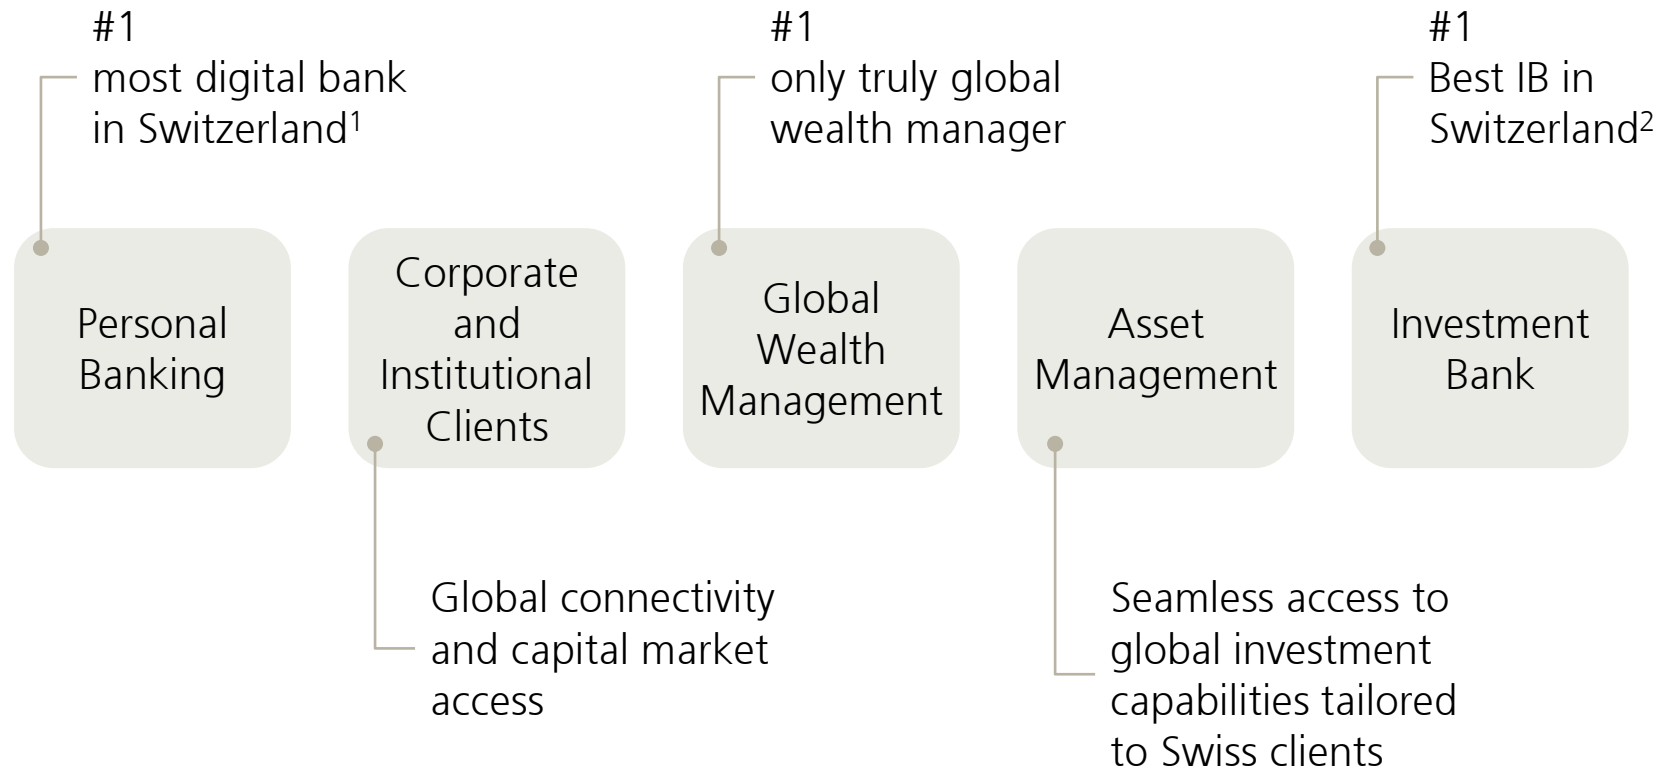 #1
most digital bank
in Switzerland¹
#1
only truly global
wealth manager
#1
Best IB in
Switzerland²
Personal
Banking
Corporate
and
Institutional
Clients
Global
Wealth
Management
Asset
Management
Investment
Bank
Global connectivity
and capital market
access
Seamless access to
global investment
capabilities tailored
to Swiss clients